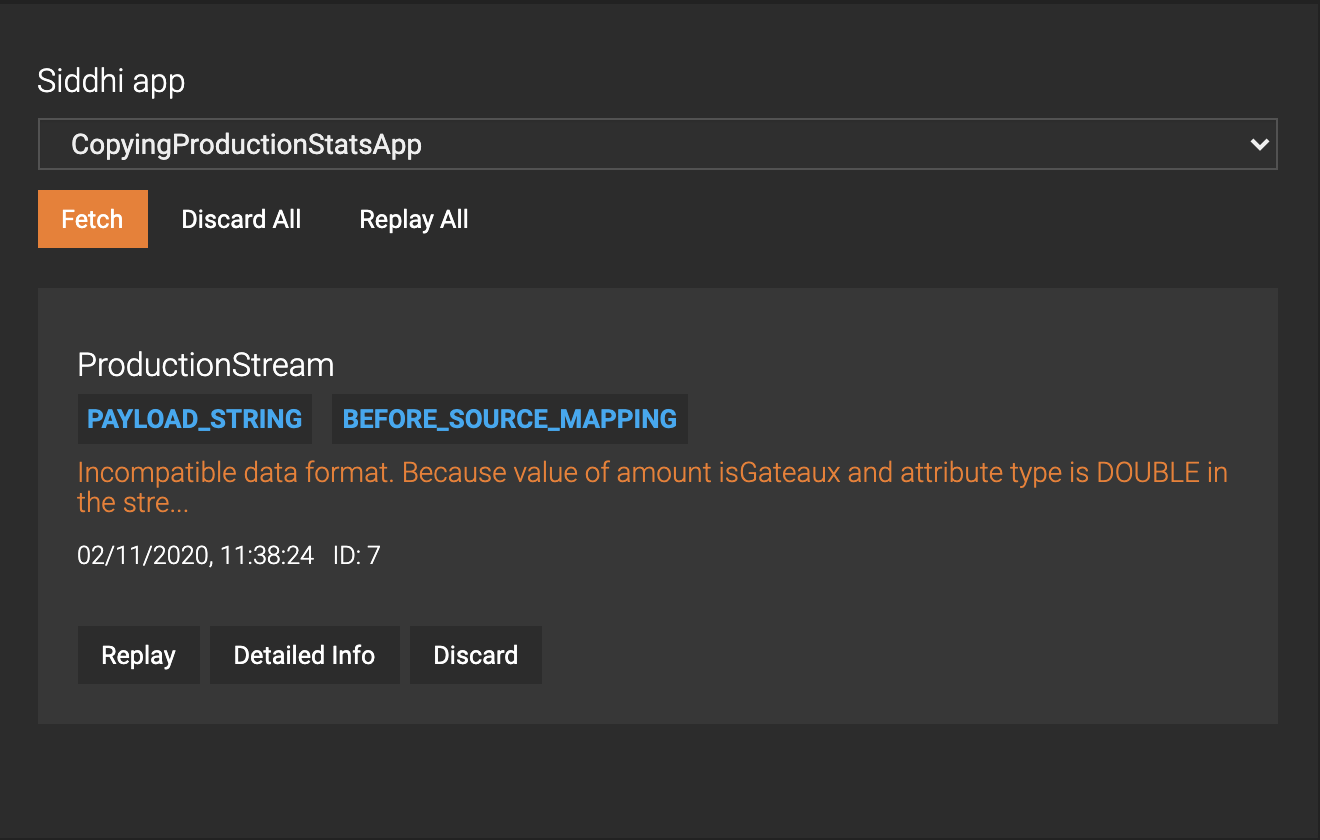 Siddhi app
CopyingProductionStatsApp
Fetch Discard All Replay All
ProductionStream
PAYLOAD_STRING BEFORE_SOURCE_MAPPING
Incompatible data format. Because value of amount isGateaux and attribute type is DOUBLE in
the stre...
02/11/2020, 11:38:24 ID: 7
Replay Detailed Info Discard